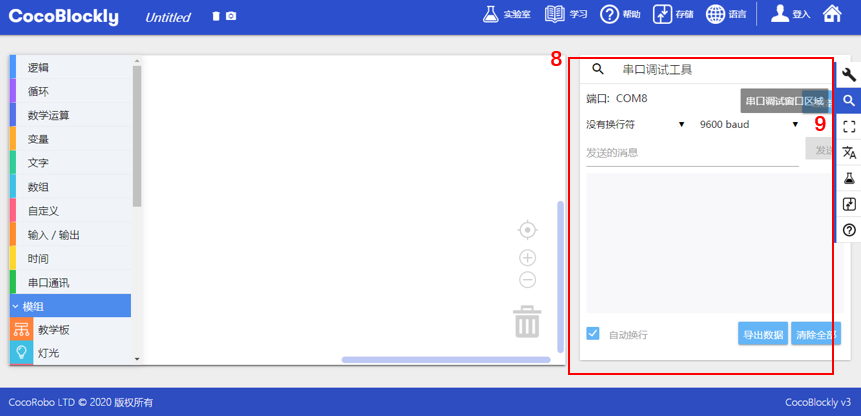 CocoBlockly
Untitled
实验室
学习
帮助
存储
语言
登入
8
逻辑
循环
数学运算
变量
文字
数组
自定义
输入 / 输出
时间
串口通讯
模组
教学板
灯光
串口调试工具
端口: COM8
串口调试窗口区域
9
没有换行符
9600 baud
发送的消息
发送
自动换行
导出数据
清除全部
CocoRobo LTD © 2020 版权所有
CocoBlockly v3